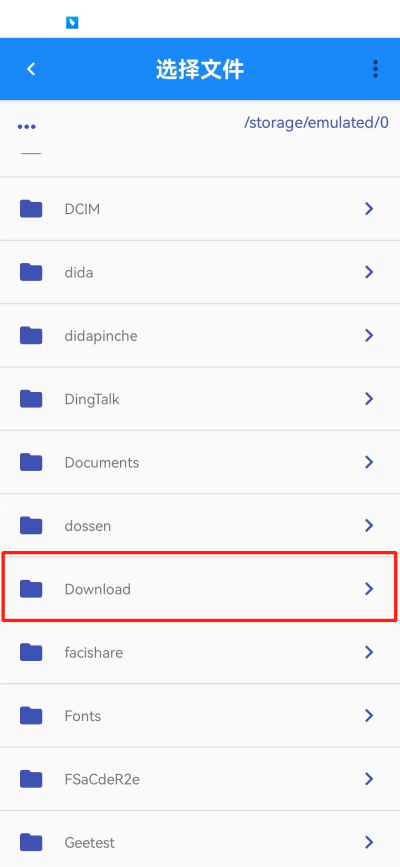 选择文件
/storage/emulated/0
DCIM
dida
didapinche
DingTalk
Documents
dossen
Download
facishare
Fonts
FSaCdeR2e
Geetest